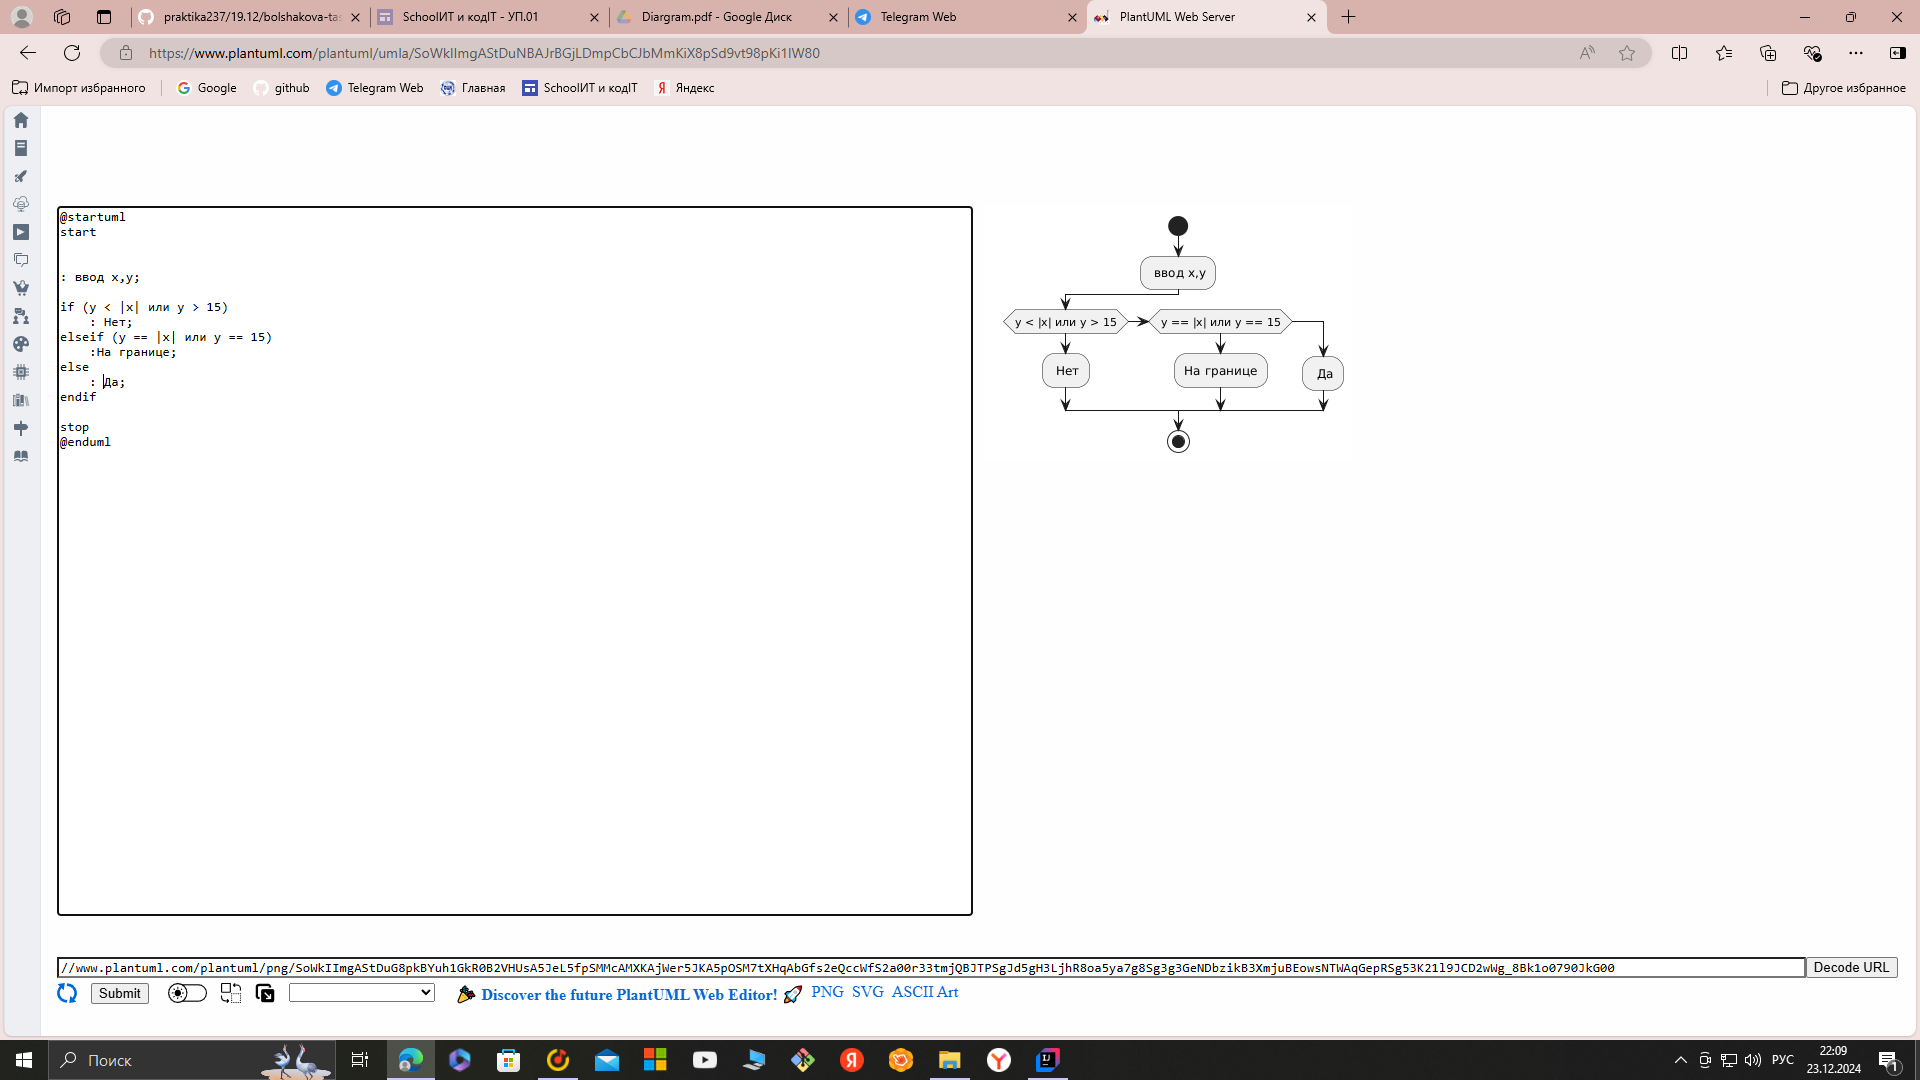 praktika237/19.12/bolshakova-tas
SchoolИТ и кодIT - УП.01
Diargram.pdf - Google Диск
Telegram Web
PlantUML Web Server
https://www.plantuml.com/plantuml/umla/SoWkIImgAStDuNBAJrBGjLDmpCbCJbMmKiX8pSd9vt98pKi1IW80
Импорт избранного
Google
github
Telegram Web
Главная
SchoolИТ и кодIT
Яндекс
Другое избранное
@startuml
start
: ввод x,y;
if (y < |x| или y > 15)
: Нет;
elseif (y == |x| или y == 15)
:На границе;
else
: Да;
endif
stop
@enduml
ввод x,y
y < |x| или y > 15
y == |x| или y == 15
Нет
На границе
Да
//www.plantuml.com/plantuml/png/SoWkIImgAStDuG8pkBYuh1GkR0B2VHUsA5JeL5fpSMMcAMXKAjWer5JKA5pOSM7tXHqAbGfs2eQccWfS2a00r33tmjQBJTPSgJd5gH3LjhR8oa5ya7g8Sg3g3GeNDbzikB3XmjuBEowsNTWAqGepRSg53K21l9JCD2wWg_8Bk1o0790JkG00
Decode URL
Submit
Discover the future PlantUML Web Editor!
PNG
SVG
ASCII Art
Поиск
РУС
22:09
23.12.2024
1